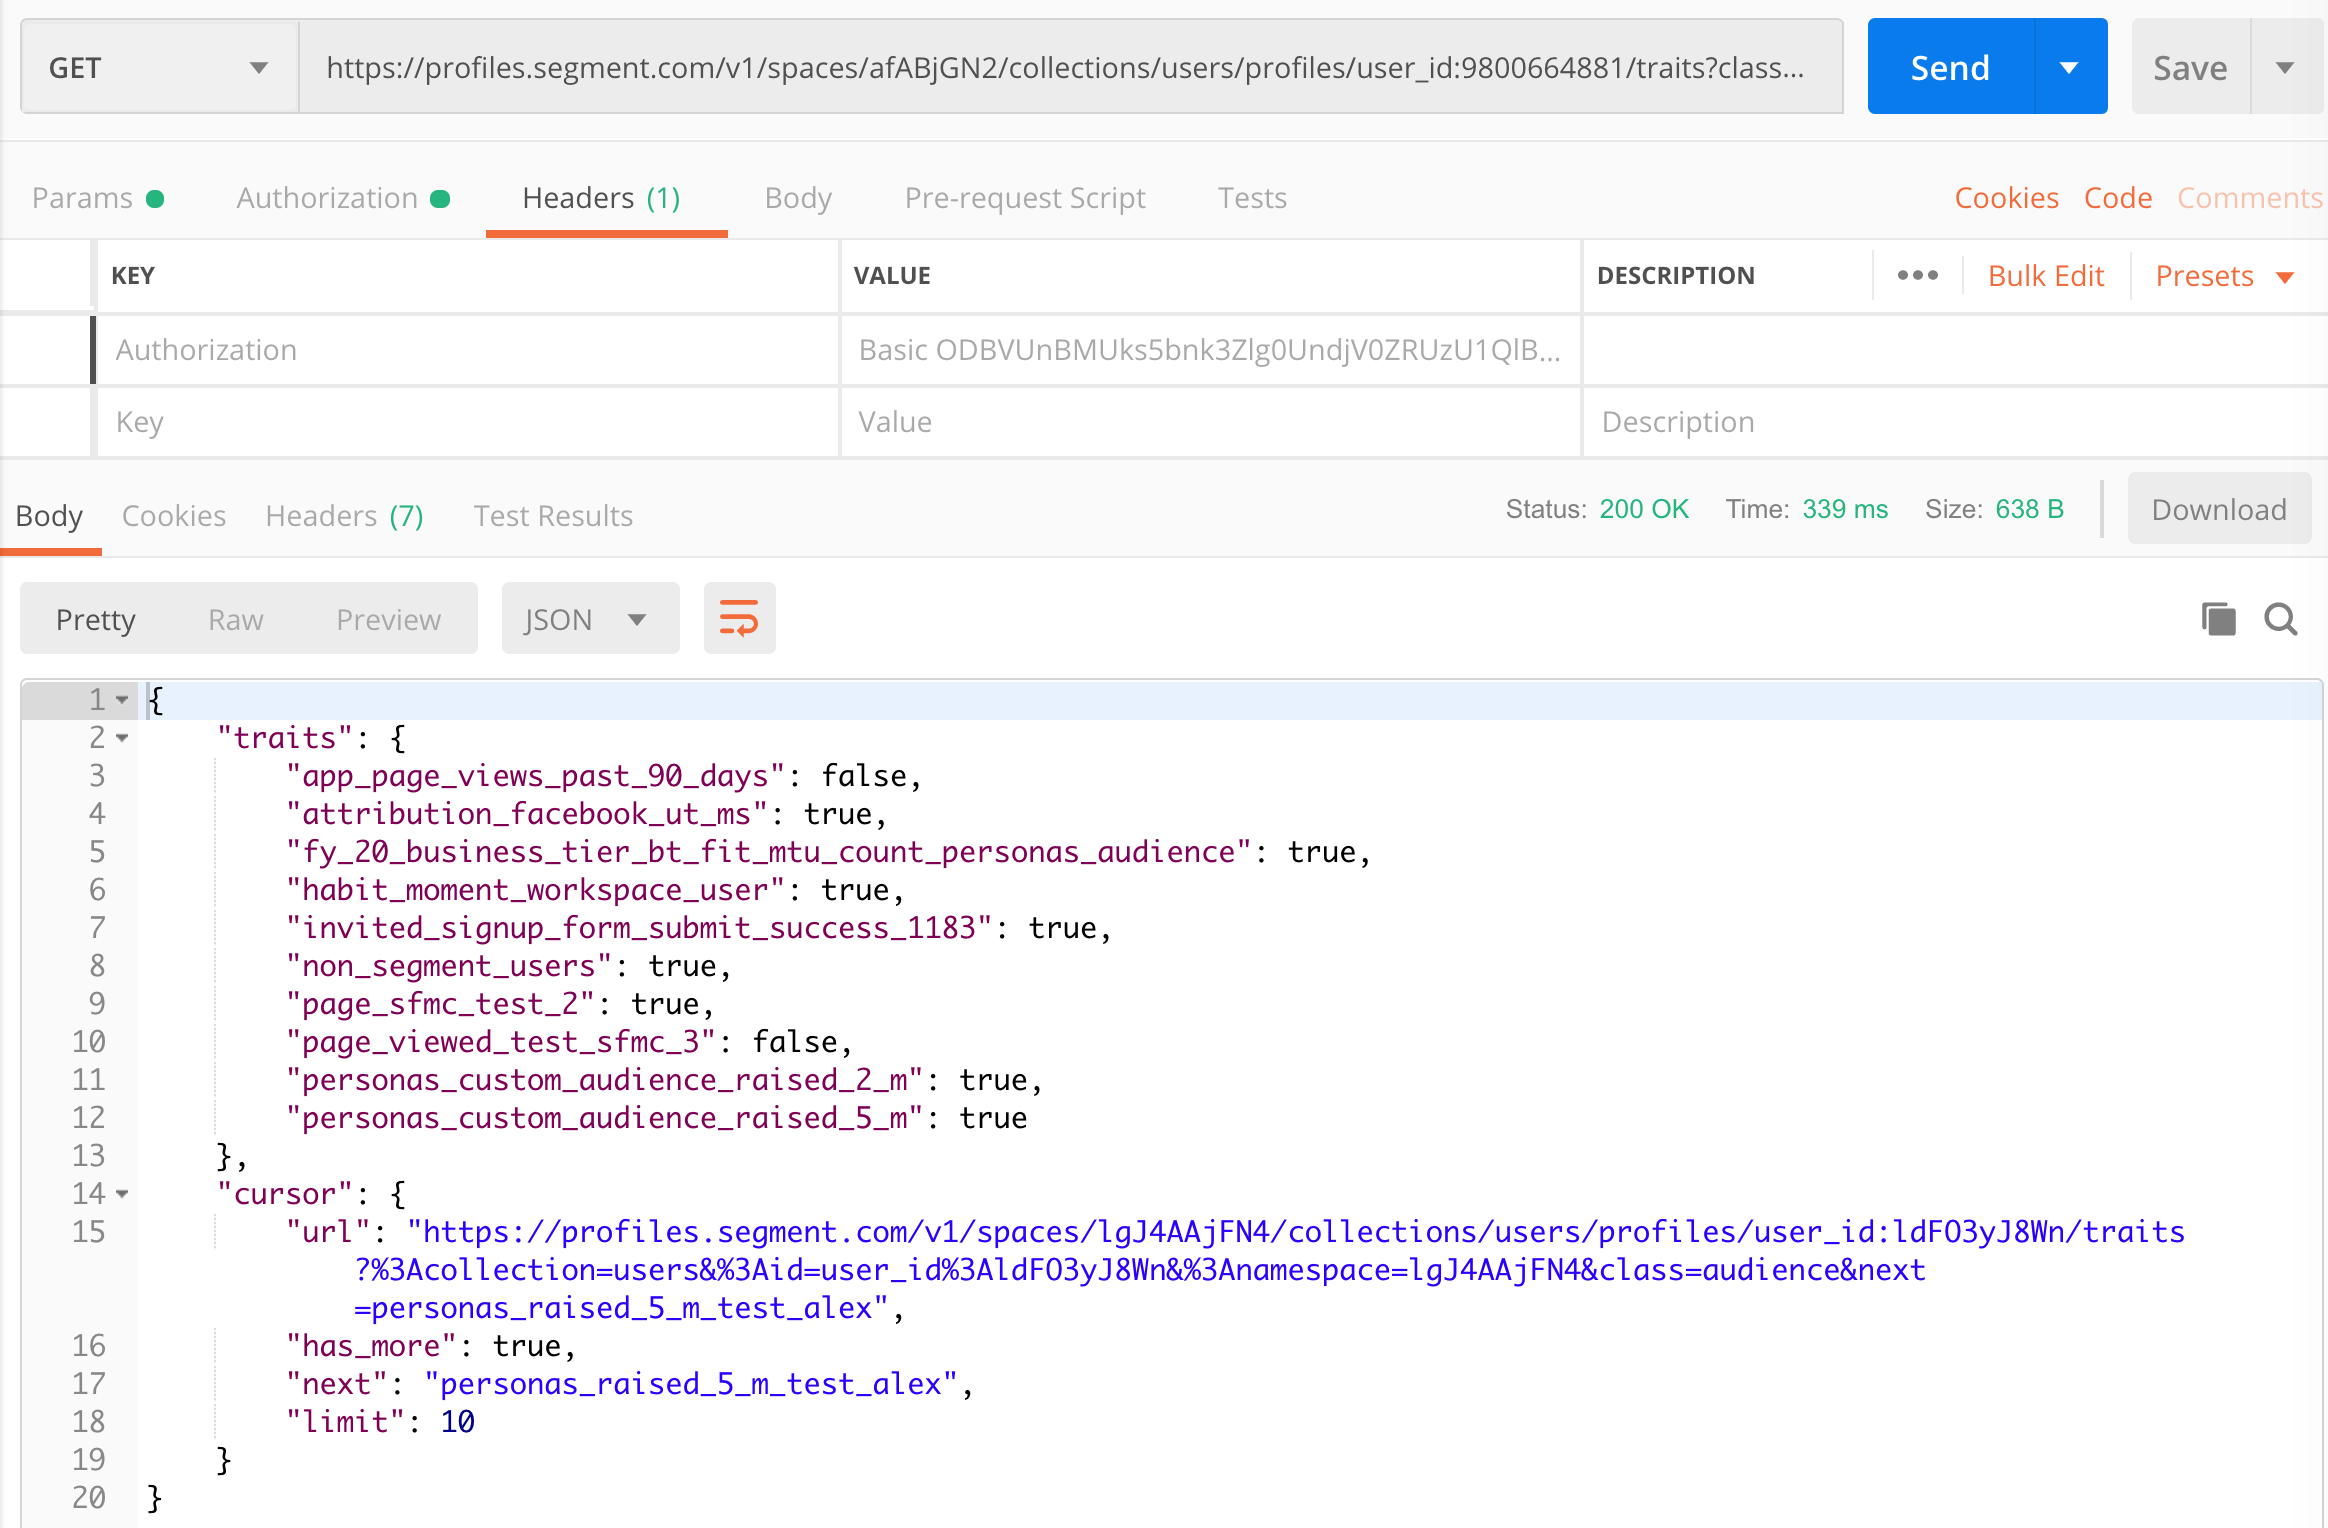 GET https://profiles.segment.com/v1/spaces/afABjGN2/collections/users/profiles/user_id:9800664881/traits?class... Send Save
Params Authorization Headers (1) Body Pre-request Script Tests Cookies Code Comments
KEY VALUE DESCRIPTION ••• Bulk Edit Presets
Authorization Basic ODBVUnBMUks5bnk3Zlg0UndjV0ZRUzU1QlB...
Key Value Description
Body Cookies Headers (7) Test Results Status: 200 OK Time: 339 ms Size: 638 B Download
Pretty Raw Preview JSON
1 {
2 "traits": {
3 "app_page_views_past_90_days": false,
4 "attribution_facebook_ut_ms": true,
5 "fy_20_business_tier_bt_fit_mtu_count_personas_audience": true,
6 "habit_moment_workspace_user": true,
7 "invited_signup_form_submit_success_1183": true,
8 "non_segment_users": true,
9 "page_sfmc_test_2": true,
10 "page_viewed_test_sfmc_3": false,
11 "personas_custom_audience_raised_2_m": true,
12 "personas_custom_audience_raised_5_m": true
13 },
14 "cursor": {
15 "url": "https://profiles.segment.com/v1/spaces/lgJ4AAjFN4/collections/users/profiles/user_id:ldFO3yJ8Wn/traits
?%3Acollection=users&%3Aid=user_id%3AldFO3yJ8Wn&%3Anamespace=lgJ4AAjFN4&class=audience&next
=personas_raised_5_m_test_alex",
16 "has_more": true,
17 "next": "personas_raised_5_m_test_alex",
18 "limit": 10
19 }
20 }